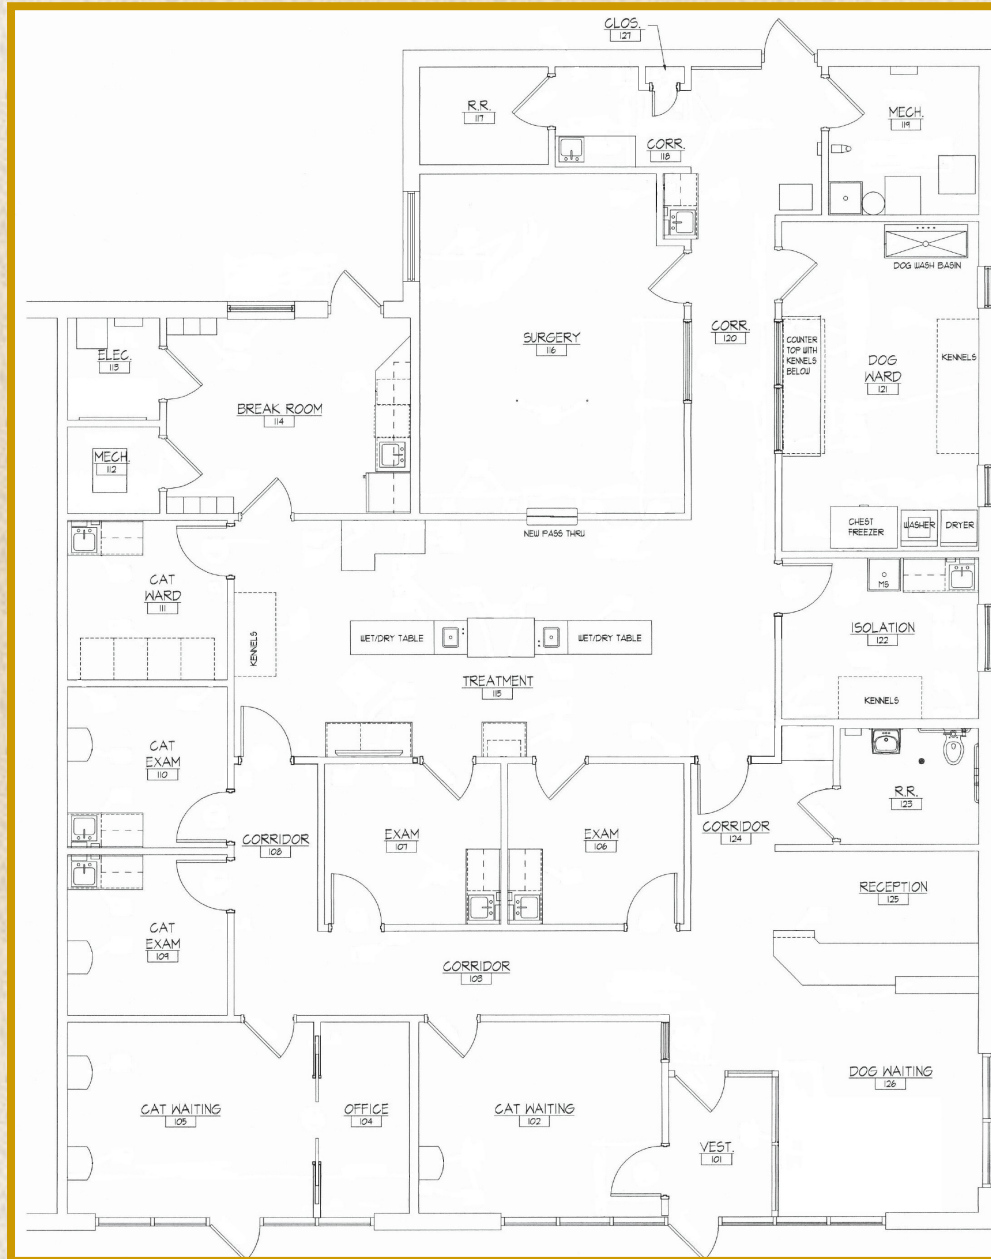 CLOS.
127
R.R.
117
CORR.
118
MECH.
119
DOG WASH BASIN
SURGERY
116
CORR.
120
COUNTER
TOP WITH
KENNELS
BELOW
DOG
WARD
121
KENNELS
ELEC.
113
BREAK ROOM
114
MECH.
112
CHEST
FREEZER
WASHER
DRYER
NEW PASS THRU
CAT
WARD
111
MS
ISOLATION
122
KENNELS
WET/DRY TABLE
WET/DRY TABLE
KENNELS
TREATMENT
115
CAT
EXAM
110
R.R.
123
CORRIDOR
108
EXAM
107
EXAM
106
CORRIDOR
124
RECEPTION
125
CAT
EXAM
109
CORRIDOR
103
DOG WAITING
126
CAT WAITING
105
OFFICE
104
CAT WAITING
102
VEST.
101